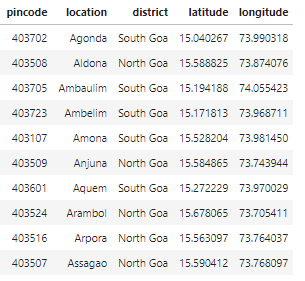 pincode location district latitude longitude
403702 Agonda South Goa 15.040267 73.990318
403508 Aldona North Goa 15.588825 73.874076
403705 Ambaulim South Goa 15.194188 74.055423
403723 Ambelim South Goa 15.171813 73.968711
403107 Amona South Goa 15.528204 73.981450
403509 Anjuna North Goa 15.584865 73.743944
403601 Aquem South Goa 15.272229 73.970029
403524 Arambol North Goa 15.678065 73.705411
403516 Arpora North Goa 15.563097 73.764037
403507 Assagao North Goa 15.590412 73.768097